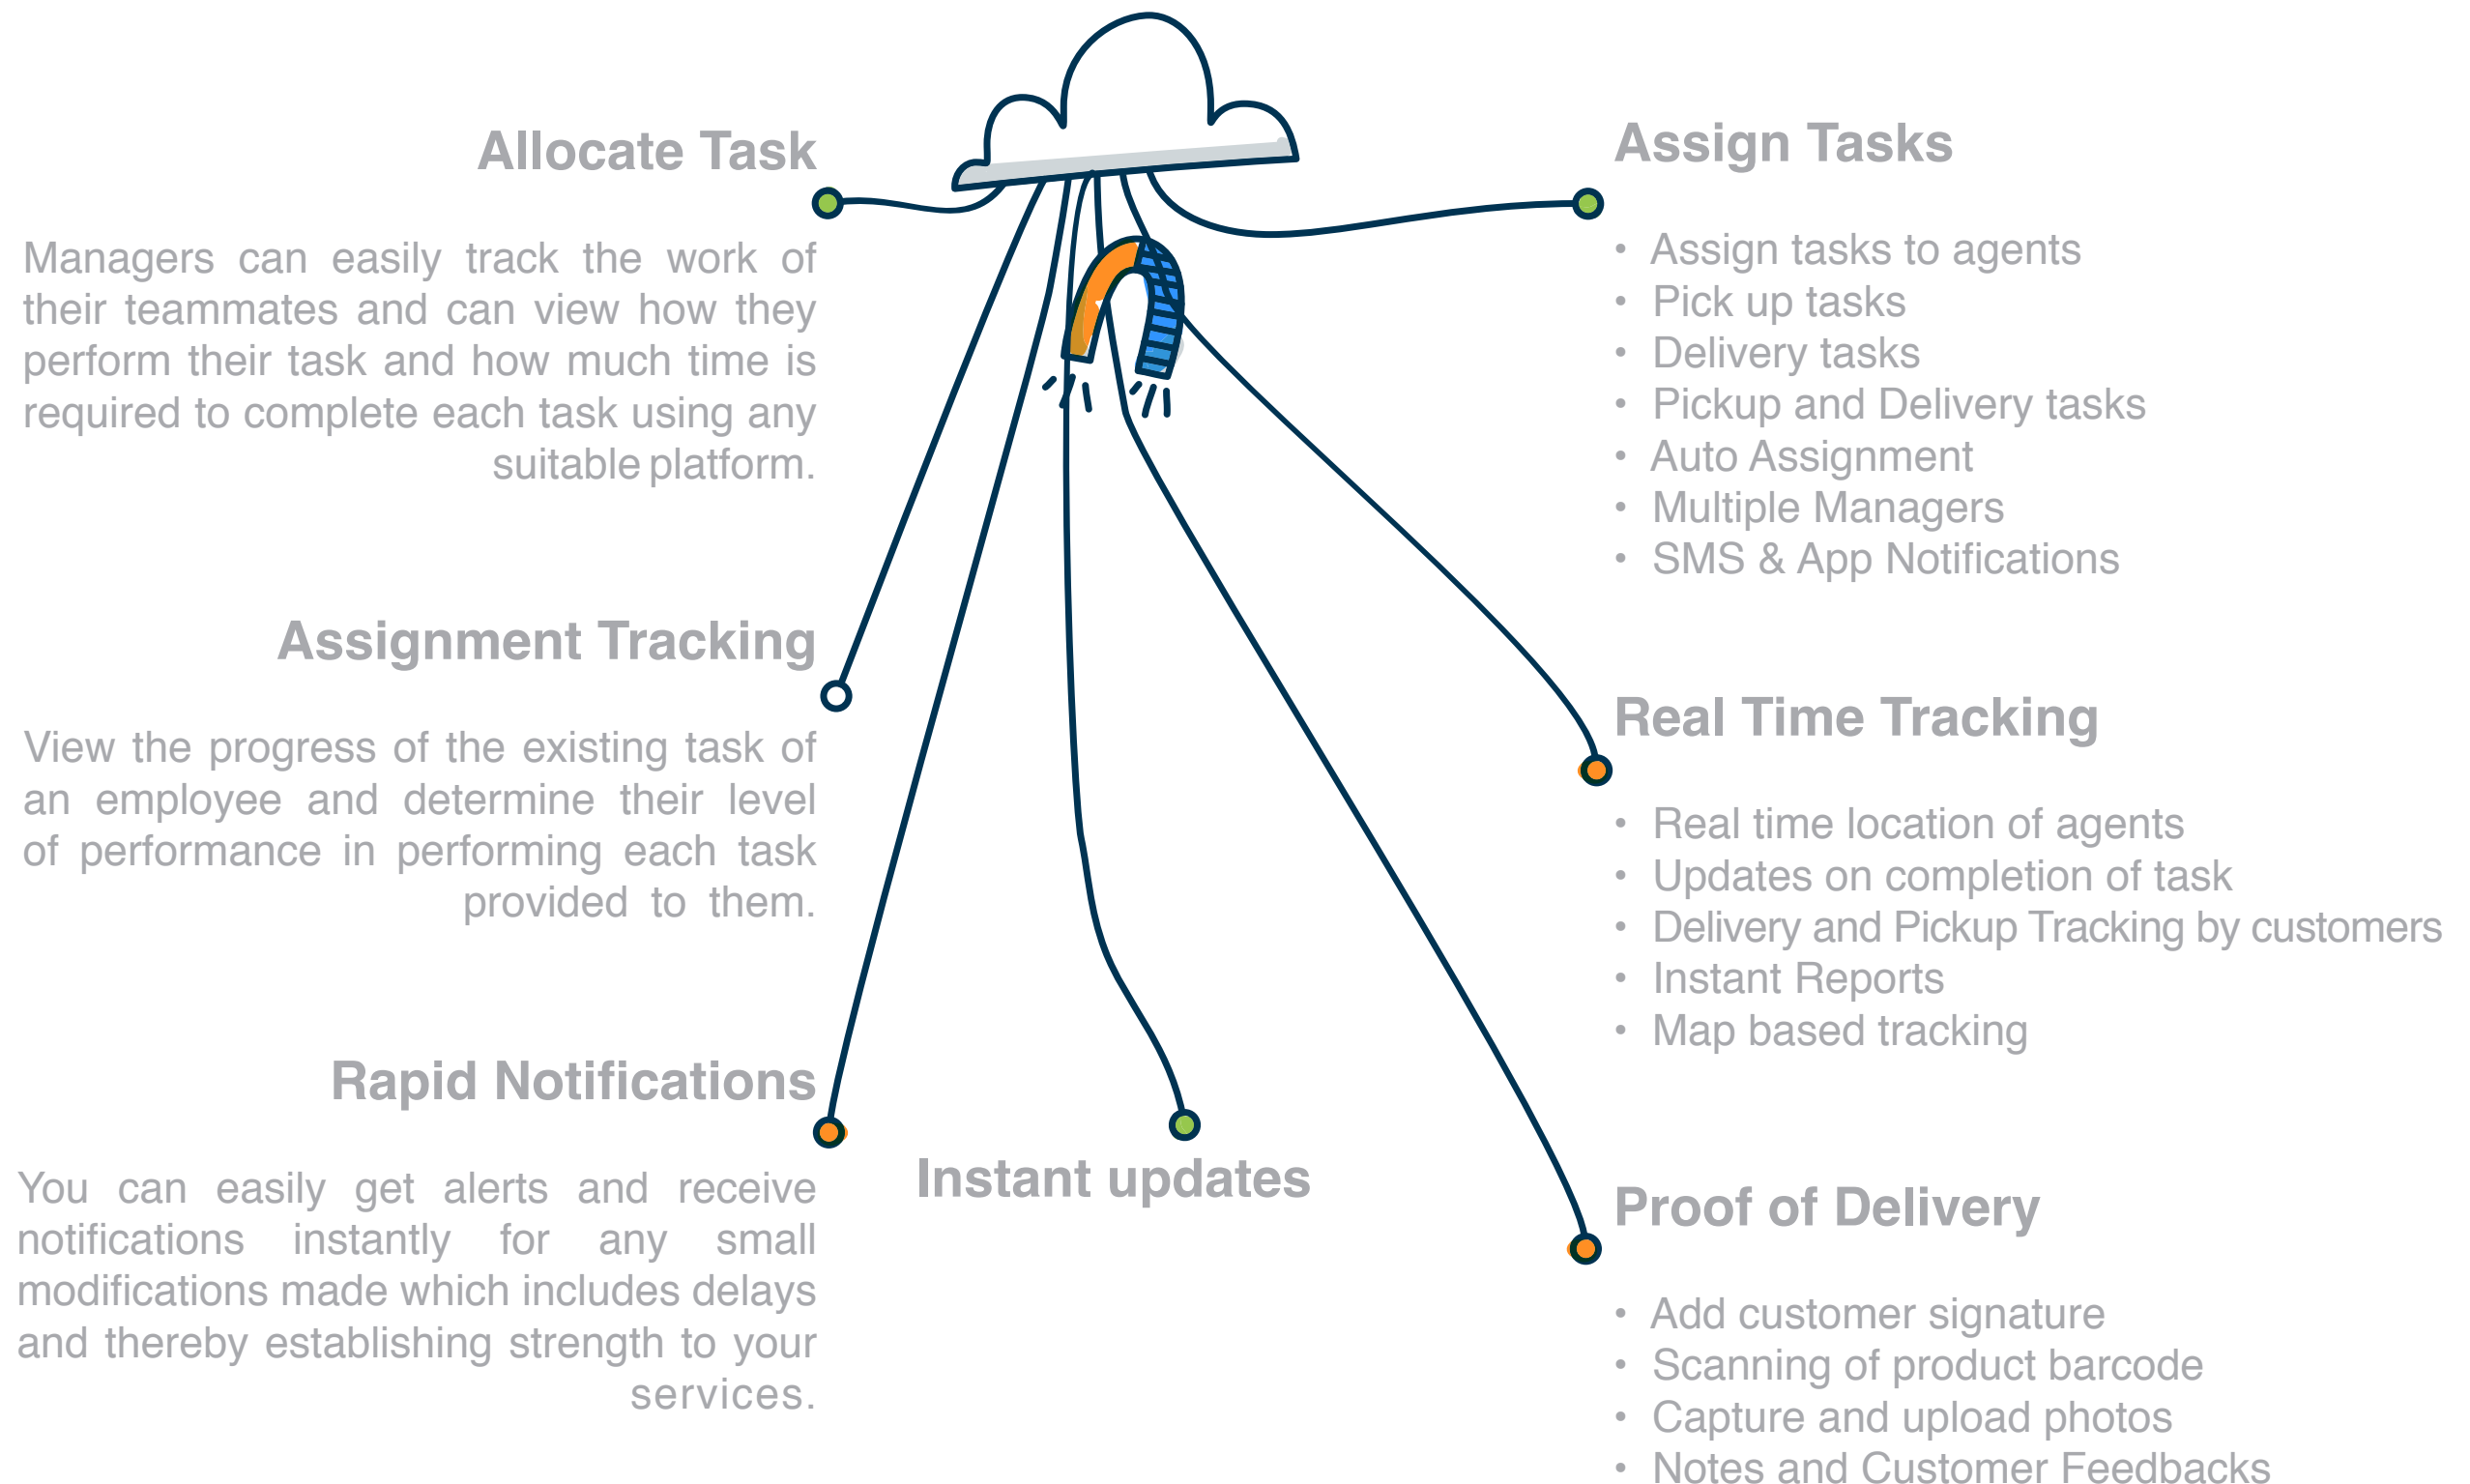 Allocate Task
Managers can easily track the work of
their teammates and can view how they
perform their task and how much time is
required to complete each task using any
suitable platform.
Assignment Tracking
View the progress of the existing task of
an employee and determine their level
of performance in performing each task
provided to them.
Rapid Notifications
You can easily get alerts and receive
notifications instantly for any small
modifications made which includes delays
and thereby establishing strength to your
services.
Instant updates
Assign Tasks
• Assign tasks to agents
• Pick up tasks
• Delivery tasks
• Pickup and Delivery tasks
• Auto Assignment
• Multiple Managers
• SMS & App Notifications
Real Time Tracking
• Real time location of agents
• Updates on completion of task
• Delivery and Pickup Tracking by customers
• Instant Reports
• Map based tracking
Proof of Delivery
• Add customer signature
• Scanning of product barcode
• Capture and upload photos
• Notes and Customer Feedbacks